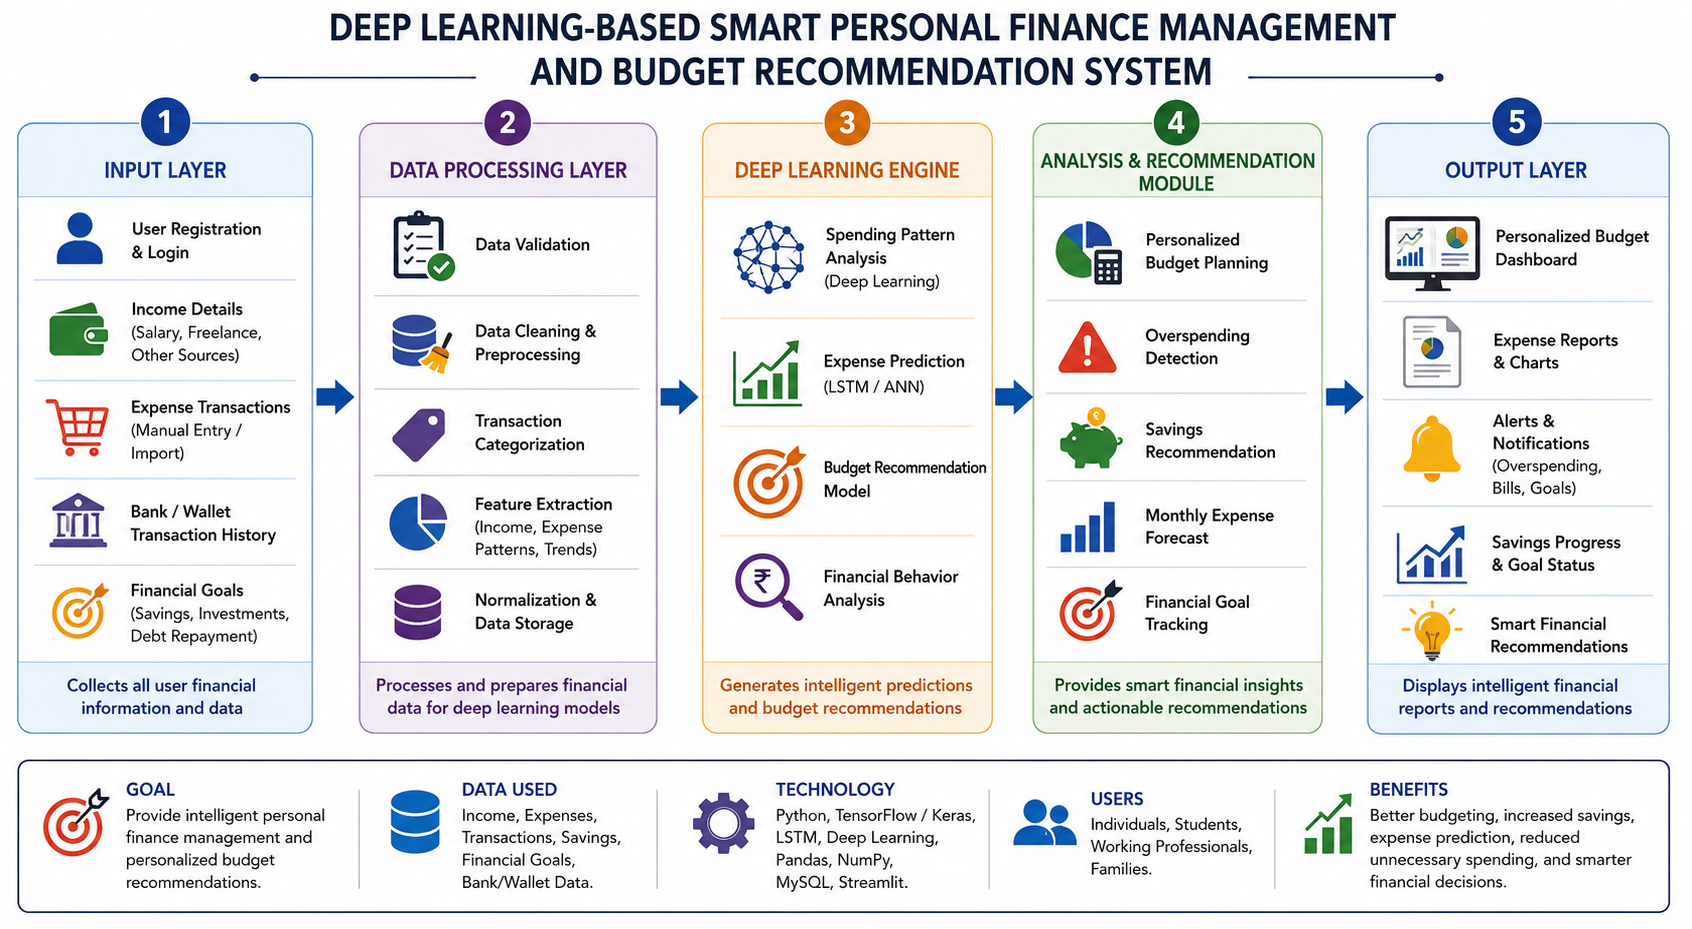 DEEP LEARNING-BASED SMART PERSONAL FINANCE MANAGEMENT
AND BUDGET RECOMMENDATION SYSTEM
1
INPUT LAYER
User Registration
& Login
Income Details
(Salary, Freelance,
Other Sources)
Expense Transactions
(Manual Entry /
Import)
Bank / Wallet
Transaction History
Financial Goals
(Savings, Investments,
Debt Repayment)
Collects all user financial
information and data
2
DATA PROCESSING LAYER
Data Validation
Data Cleaning &
Preprocessing
Transaction
Categorization
Feature Extraction
(Income, Expense
Patterns, Trends)
Normalization &
Data Storage
Processes and prepares financial
data for deep learning models
3
DEEP LEARNING ENGINE
Spending Pattern
Analysis
(Deep Learning)
Expense Prediction
(LSTM / ANN)
Budget Recommendation
Model
₹
Financial Behavior
Analysis
Generates intelligent predictions
and budget recommendations
4
ANALYSIS & RECOMMENDATION
MODULE
Personalized
Budget Planning
Overspending
Detection
Savings
Recommendation
Monthly Expense
Forecast
Financial Goal
Tracking
Provides smart financial insights
and actionable recommendations
5
OUTPUT LAYER
Personalized Budget
Dashboard
Expense Reports
& Charts
Alerts &
Notifications
(Overspending,
Bills, Goals)
Savings Progress
& Goal Status
Smart Financial
Recommendations
Displays intelligent financial
reports and recommendations
GOAL
Provide intelligent personal
finance management and
personalized budget
recommendations.
DATA USED
Income, Expenses,
Transactions, Savings,
Financial Goals,
Bank/Wallet Data.
TECHNOLOGY
Python, TensorFlow / Keras,
LSTM, Deep Learning,
Pandas, NumPy,
MySQL, Streamlit.
USERS
Individuals, Students,
Working Professionals,
Families.
BENEFITS
Better budgeting, increased savings,
expense prediction, reduced
unnecessary spending, and smarter
financial decisions.